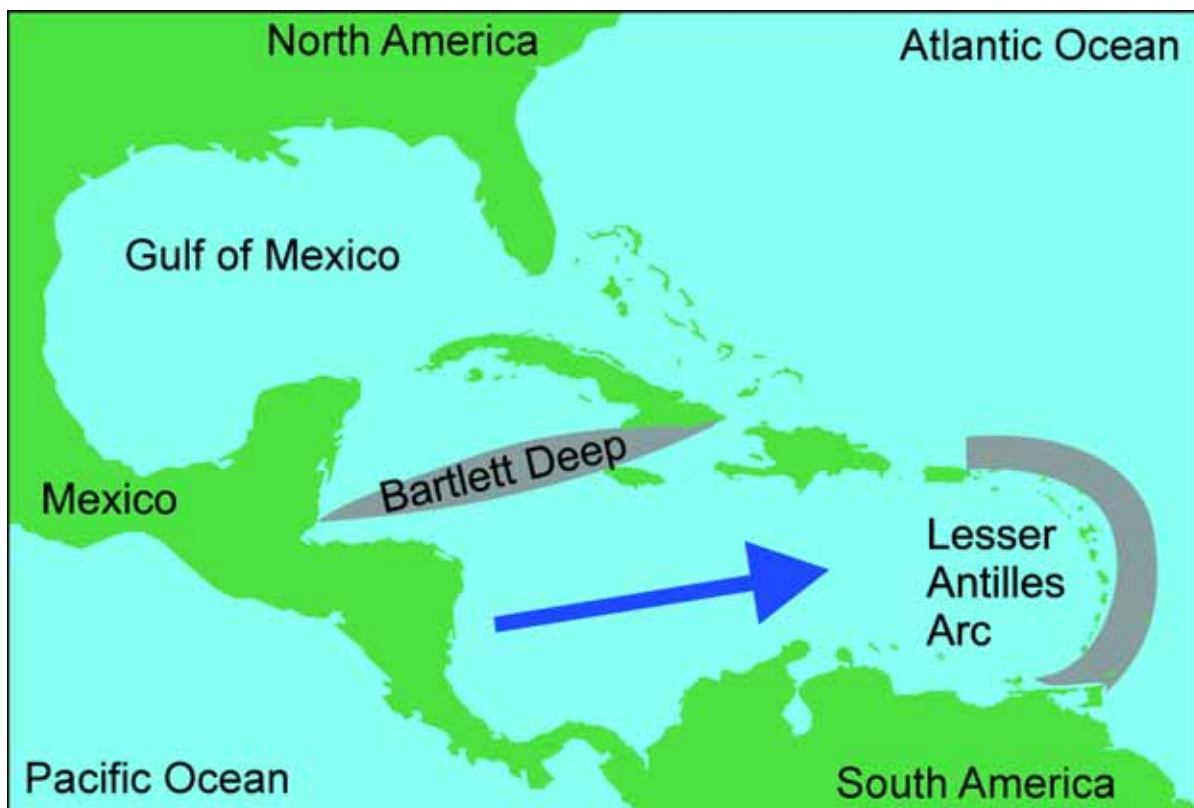 North America
Atlantic Ocean
Gulf of Mexico
Bartlett Deep
Mexico
Lesser
Antilles
Arc
Pacific Ocean
South America